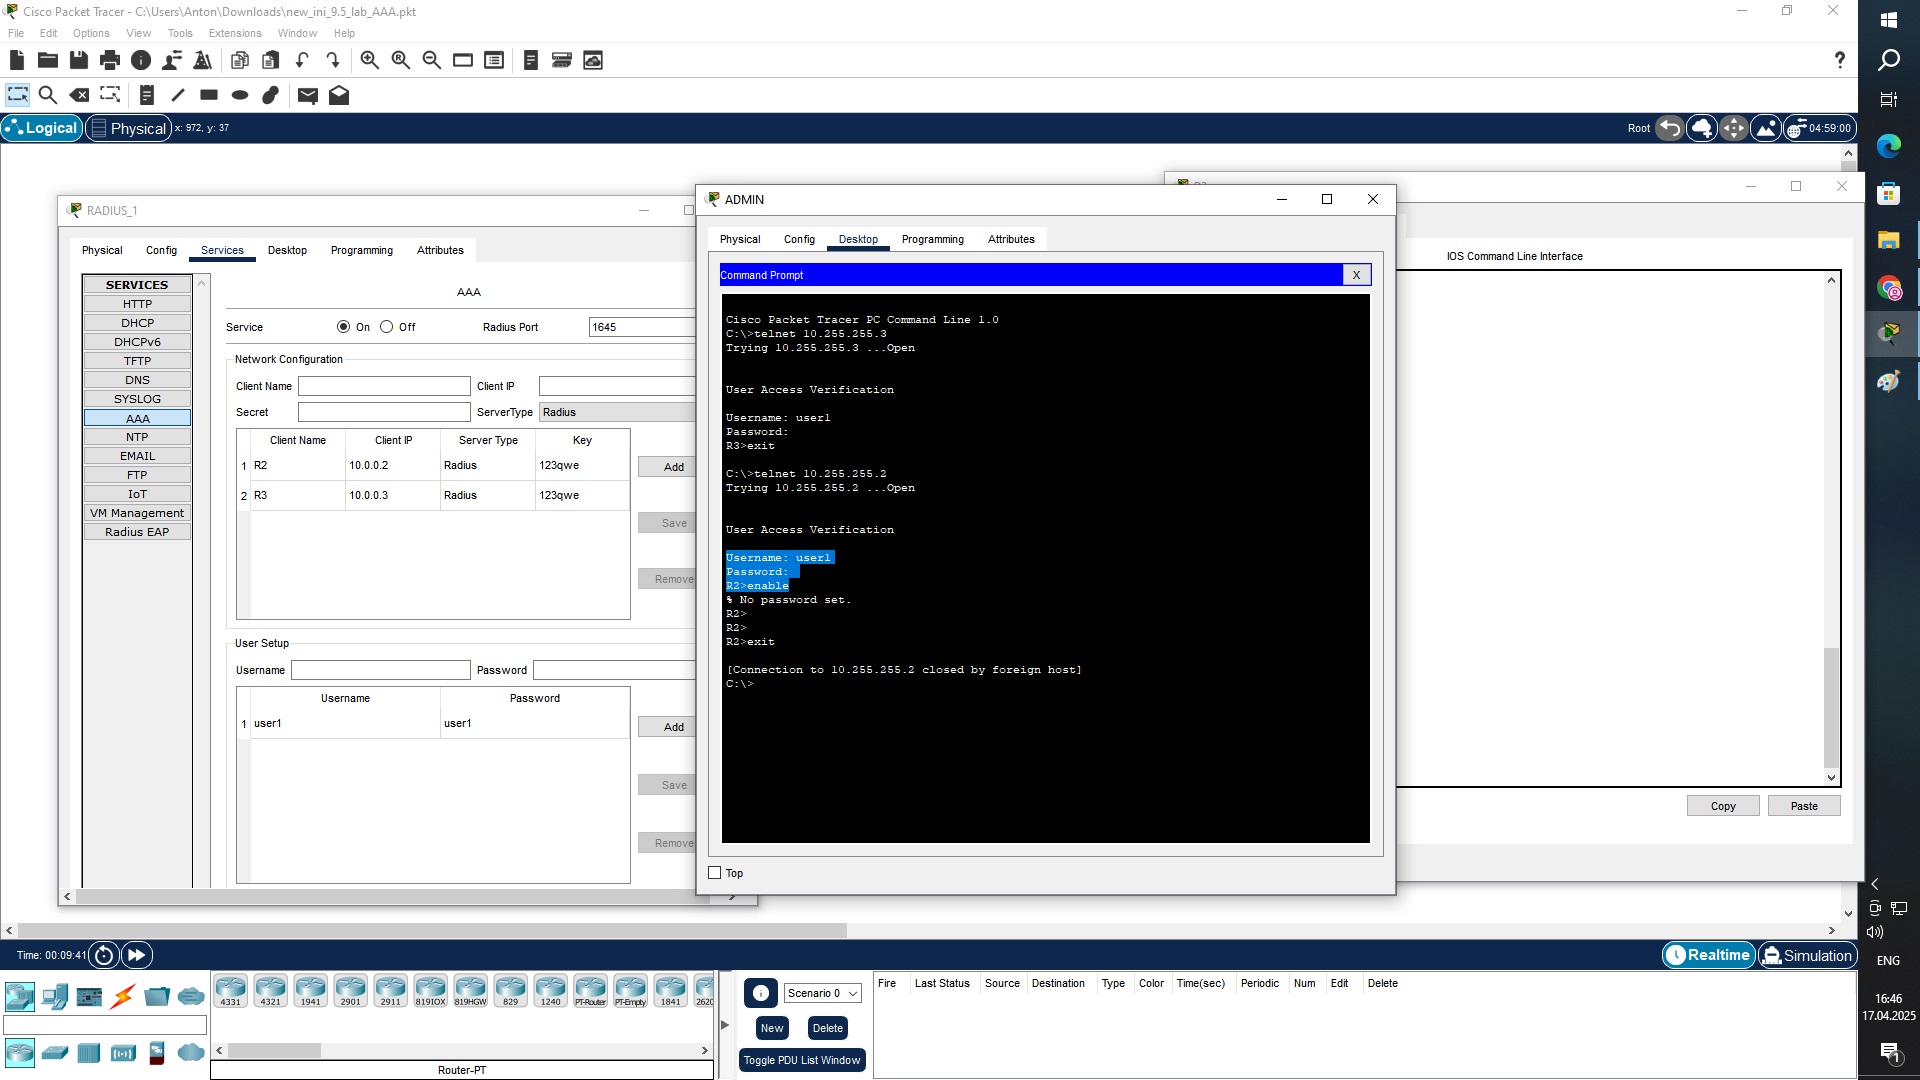 Cisco Packet Tracer - C:\Users\Anton\Downloads\new_ini_9.5_lab_AAA.pkt
File Edit Options View Tools Extensions Window Help
?
Logical Physical x: 972, y: 37
Root 04:59:00
RADIUS_1
Physical Config Services Desktop Programming Attributes
SERVICES
HTTP
DHCP
DHCPv6
TFTP
DNS
SYSLOG
AAA
NTP
EMAIL
FTP
IoT
VM Management
Radius EAP
AAA
Service On Off Radius Port 1645
Network Configuration
Client Name Client IP
Secret ServerType Radius
Client Name Client IP Server Type Key
1 R2 10.0.0.2 Radius 123qwe
2 R3 10.0.0.3 Radius 123qwe
Add
Save
Remove
User Setup
Username Password
Username Password
1 user1 user1
Add
Save
Remove
ADMIN
Physical Config Desktop Programming Attributes
Command Prompt X
Cisco Packet Tracer PC Command Line 1.0
C:\>telnet 10.255.255.3
Trying 10.255.255.3 ...Open
User Access Verification
Username: user1
Password:
R3>exit
C:\>telnet 10.255.255.2
Trying 10.255.255.2 ...Open
User Access Verification
Username: user1
Password:
R2>enable
% No password set.
R2>
R2>
R2>exit
[Connection to 10.255.255.2 closed by foreign host]
C:\>
Top
IOS Command Line Interface
Copy Paste
Time: 00:09:41
Realtime Simulation
4331 4321 1941 2901 2911 819IOX 819HGW 829 1240 PT-Router PT-Empty 1841 2620
Router-PT
Scenario 0
New Delete
Toggle PDU List Window
Fire Last Status Source Destination Type Color Time(sec) Periodic Num Edit Delete
ENG
16:46
17.04.2025
1